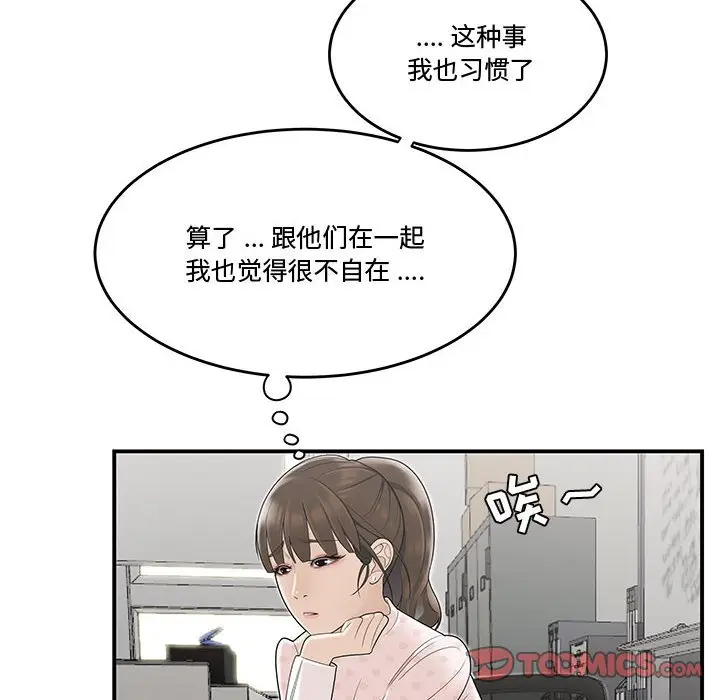 .... 这种事
我也习惯了
算了 ... 跟他们在一起
我也觉得很不自在 ....
唉～
TOOMICS.COM